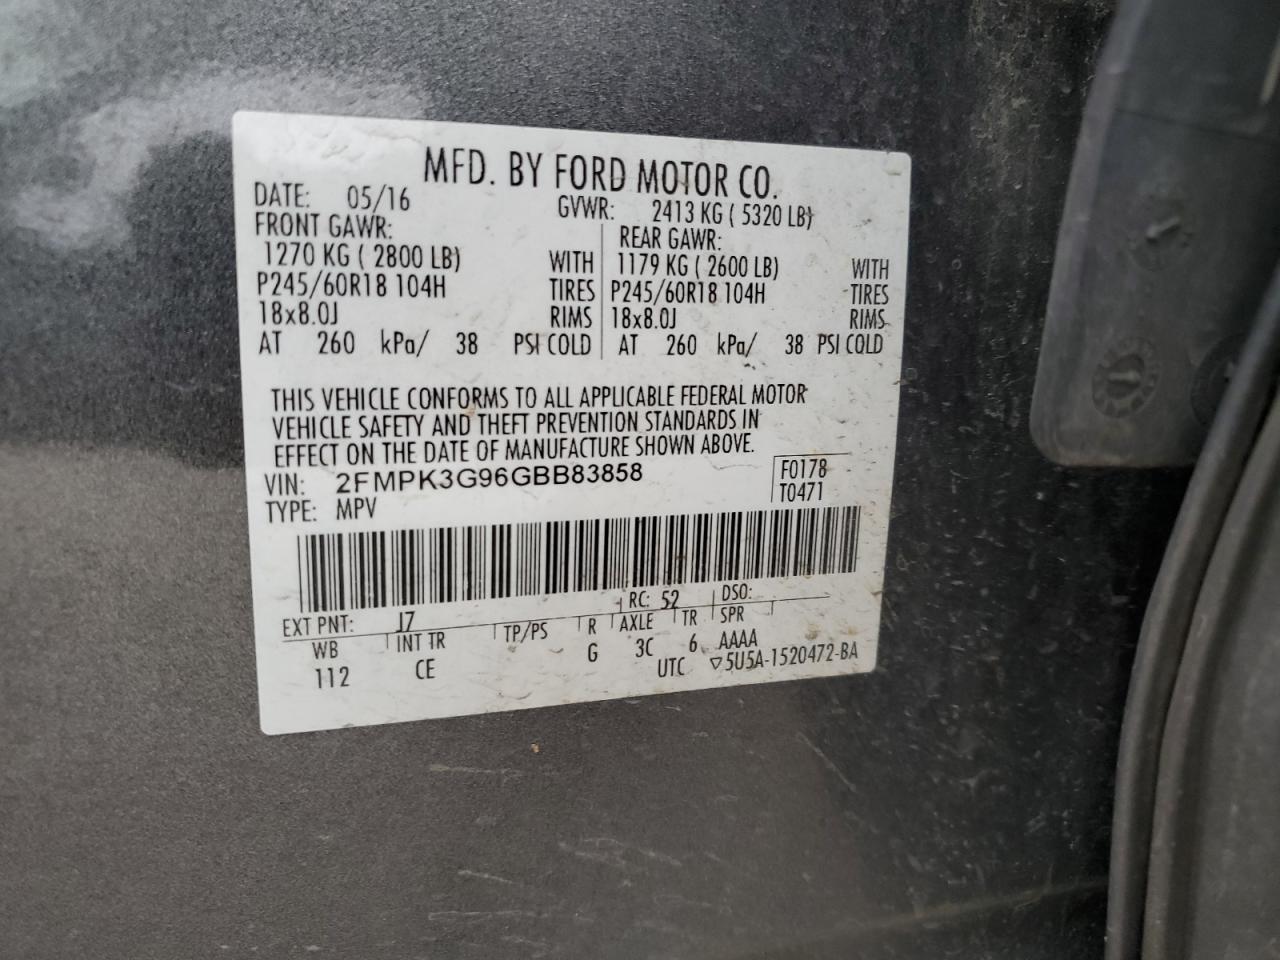 MFD. BY FORD MOTOR CO.
DATE: 05/16 GVWR: 2413 KG ( 5320 LB)
FRONT GAWR: REAR GAWR:
1270 KG ( 2800 LB) WITH 1179 KG ( 2600 LB) WITH
P245/60R18 104H TIRES P245/60R18 104H TIRES
18x8.0J RIMS 18x8.0J RIMS
AT 260 kPa/ 38 PSI COLD AT 260 kPa/ 38 PSI COLD
THIS VEHICLE CONFORMS TO ALL APPLICABLE FEDERAL MOTOR
VEHICLE SAFETY AND THEFT PREVENTION STANDARDS IN
EFFECT ON THE DATE OF MANUFACTURE SHOWN ABOVE.
VIN: 2FMPK3G96GBB83858 F0178
TYPE: MPV T0471
EXT PNT: J7 RC: 52 DSO:
WB INT TR TP/PS R AXLE TR SPR
112 CE G 3C 6 AAAA
UTC ▽5U5A-1520472-BA